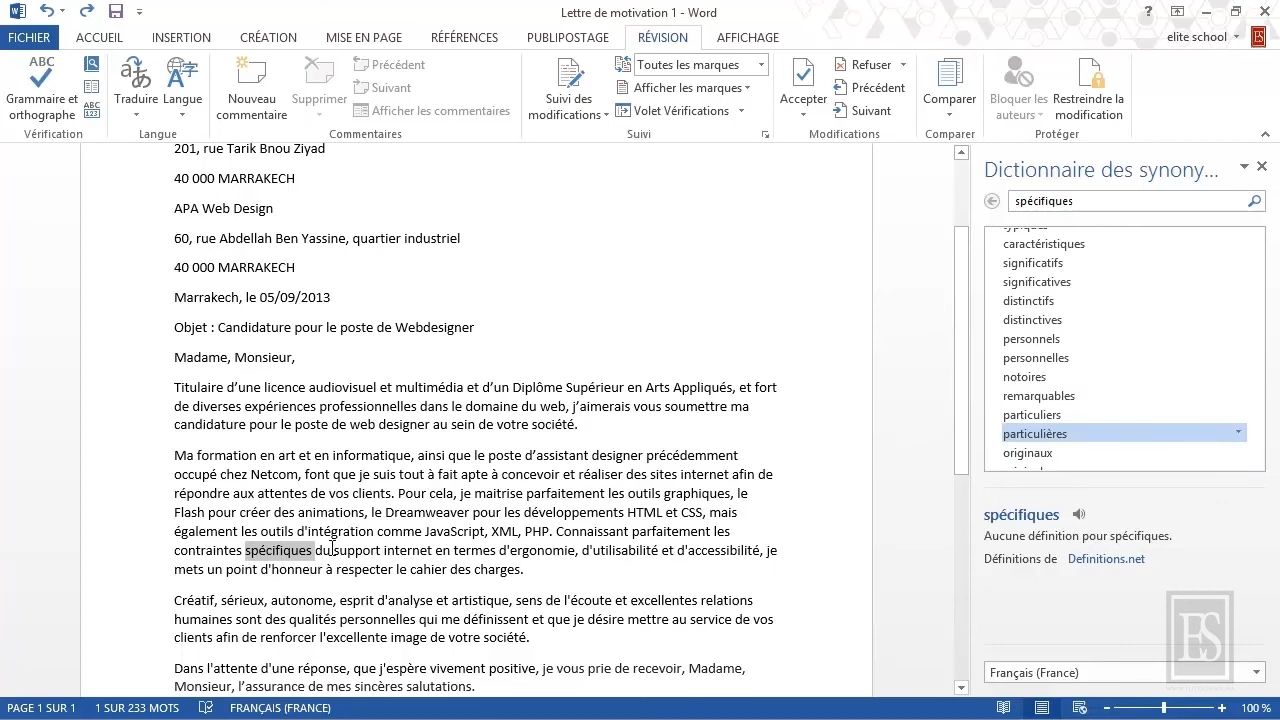 Lettre de motivation 1 - Word
FICHIER ACCUEIL INSERTION CRÉATION MISE EN PAGE RÉFÉRENCES PUBLIPOSTAGE RÉVISION AFFICHAGE elite school
ABC Grammaire et orthographe
ABC 123
Traduire Langue
Nouveau commentaire
Supprimer
Précédent
Suivant
Afficher les commentaires
Suivi des modifications
Toutes les marques
Afficher les marques
Volet Vérifications
Accepter
Refuser
Précédent
Suivant
Comparer
Bloquer les auteurs
Restreindre la modification
Vérification Langue Commentaires Suivi Modifications Comparer Protéger
201, rue Tarik Bnou Ziyad
40 000 MARRAKECH
APA Web Design
60, rue Abdellah Ben Yassine, quartier industriel
40 000 MARRAKECH
Marrakech, le 05/09/2013
Objet : Candidature pour le poste de Webdesigner
Madame, Monsieur,
Titulaire d’une licence audiovisuel et multimédia et d’un Diplôme Supérieur en Arts Appliqués, et fort
de diverses expériences professionnelles dans le domaine du web, j’aimerais vous soumettre ma
candidature pour le poste de web designer au sein de votre société.
Ma formation en art et en informatique, ainsi que le poste d’assistant designer précédemment
occupé chez Netcom, font que je suis tout à fait apte à concevoir et réaliser des sites internet afin de
répondre aux attentes de vos clients. Pour cela, je maitrise parfaitement les outils graphiques, le
Flash pour créer des animations, le Dreamweaver pour les développements HTML et CSS, mais
également les outils d'intégration comme JavaScript, XML, PHP. Connaissant parfaitement les
contraintes spécifiques du support internet en termes d'ergonomie, d'utilisabilité et d'accessibilité, je
mets un point d'honneur à respecter le cahier des charges.
Créatif, sérieux, autonome, esprit d'analyse et artistique, sens de l'écoute et excellentes relations
humaines sont des qualités personnelles qui me définissent et que je désire mettre au service de vos
clients afin de renforcer l'excellente image de votre société.
Dans l'attente d'une réponse, que j'espère vivement positive, je vous prie de recevoir, Madame,
Monsieur, l’assurance de mes sincères salutations.
Dictionnaire des synony...
spécifiques
typiques
caractéristiques
significatifs
significatives
distinctifs
distinctives
personnels
personnelles
notoires
remarquables
particuliers
particulières
originaux
spécifiques
Aucune définition pour spécifiques.
Définitions de Definitions.net
ES
Français (France)
PAGE 1 SUR 1 1 SUR 233 MOTS FRANÇAIS (FRANCE) 100 %